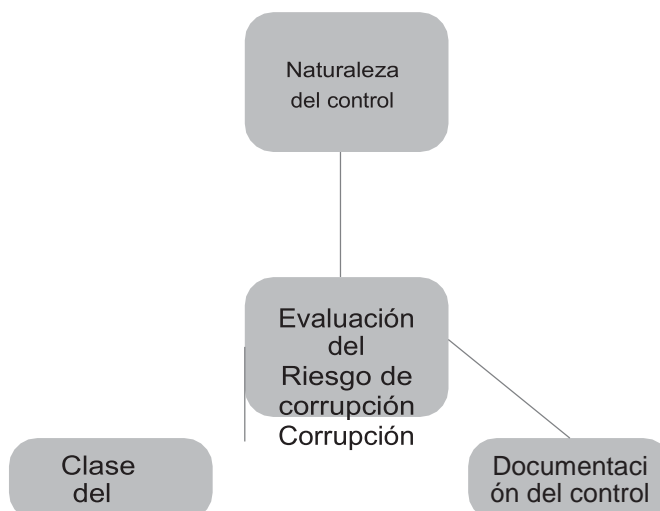 Naturaleza
del control
Evaluación
del
Riesgo de
corrupción
Corrupción
Clase
del
Documentaci
ón del control